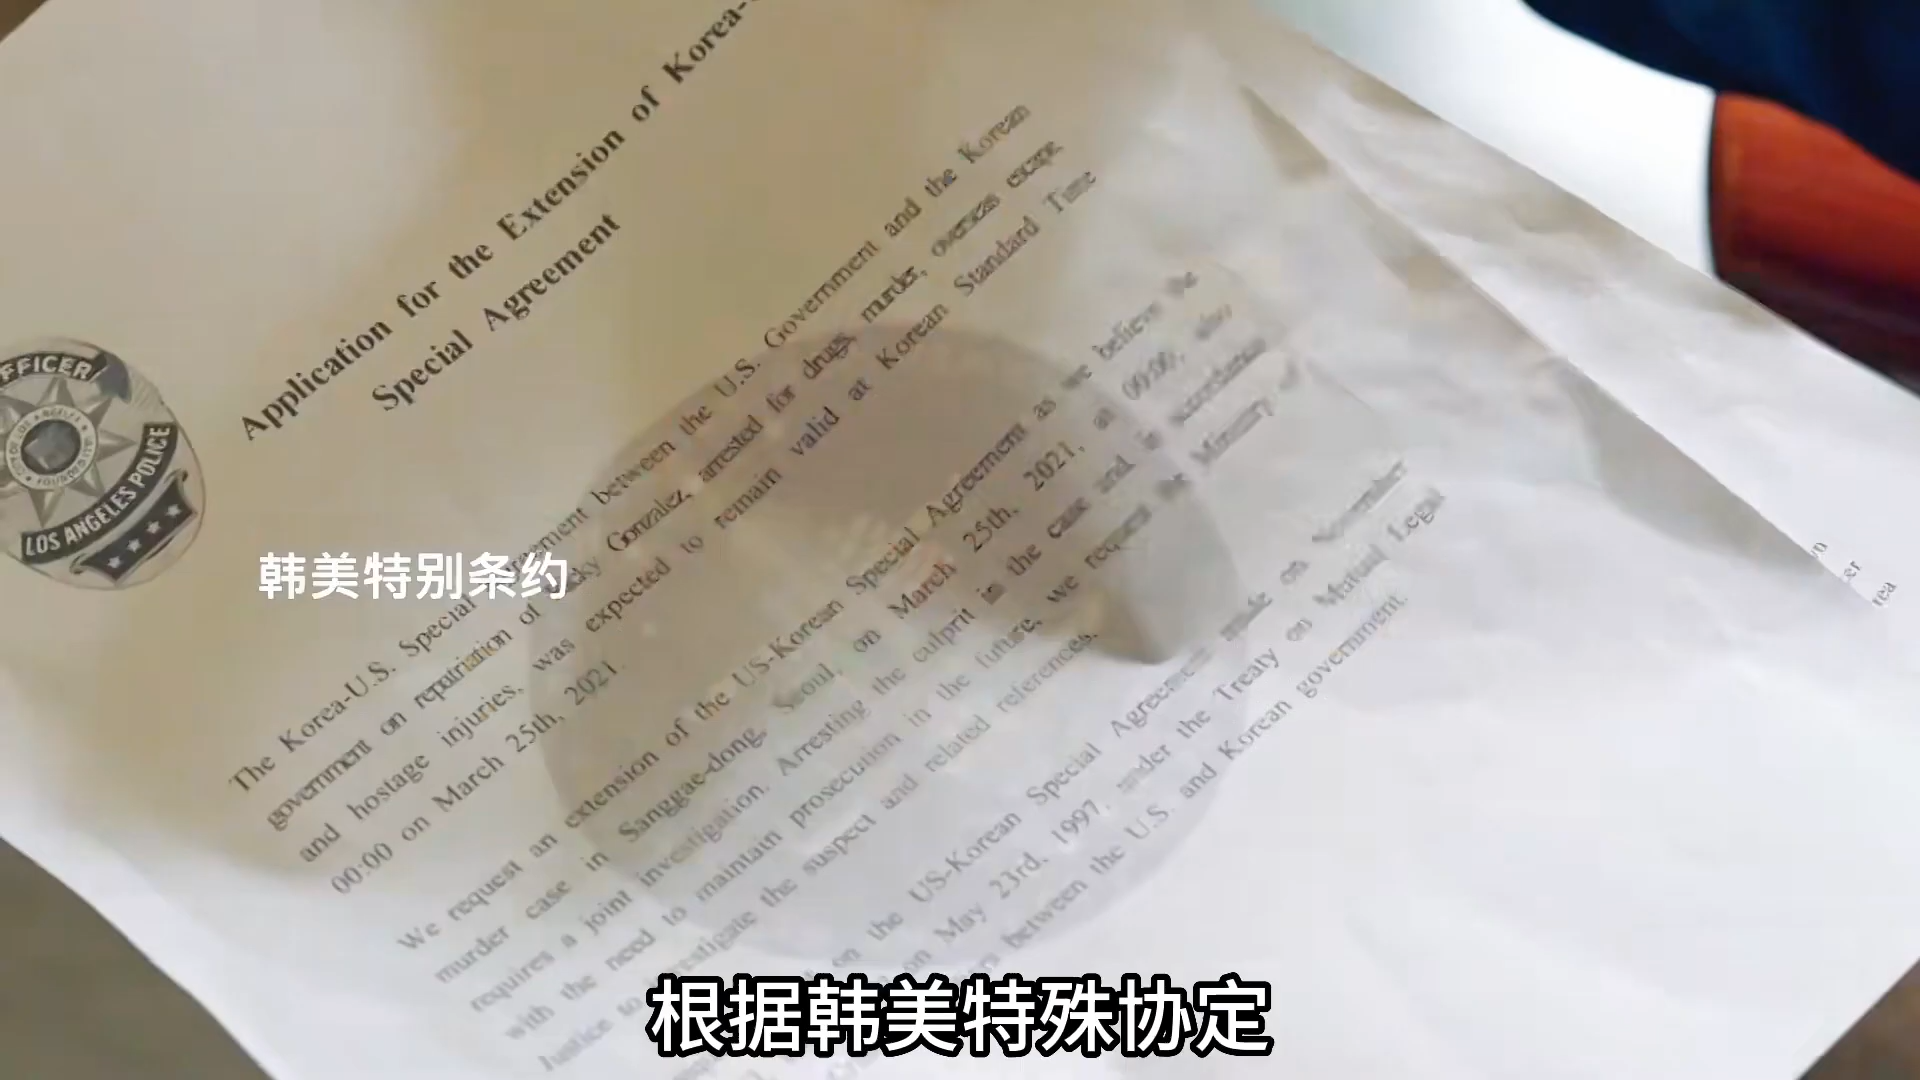 Application for the Extension of Korea-
Special Agreement
OFFICER
CITY OF LOS ANGELES
LOS ANGELES POLICE
The Korea-U.S. Special Agreement between the U.S. Government and the Korean
government on repatriation of Gonzalez, arrested for drugs, murder, overseas escape,
and hostage injuries, was expected to remain valid at Korean Standard Time
00:00 on March 25th, 2021.
We request an extension of the US-Korean Special Agreement as we believe the
murder case in Sanggae-dong, Seoul, on March 25th, 2021, at 00:00, also
requires a joint investigation. Arresting the culprit in the case and in accordance
with the need to maintain prosecution in the future, we request the Ministry of
Justice to investigate the suspect and related references.
on the US-Korean Special Agreement made on November
on May 23rd, 1997, under the Treaty on Mutual Legal
between the U.S. and Korean government.
韩美特别条约
根据韩美特殊协定